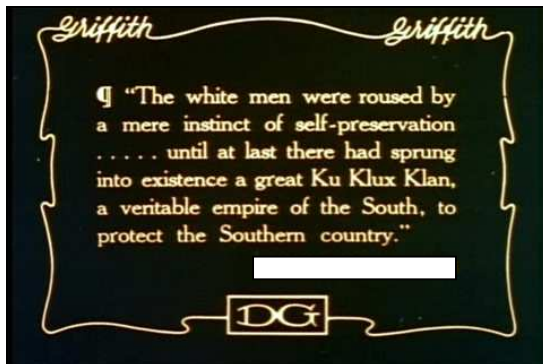 Griffith Griffith
¶ "The white men were roused by
a mere instinct of self-preservation
. . . . . until at last there had sprung
into existence a great Ku Klux Klan,
a veritable empire of the South, to
protect the Southern country."
DG